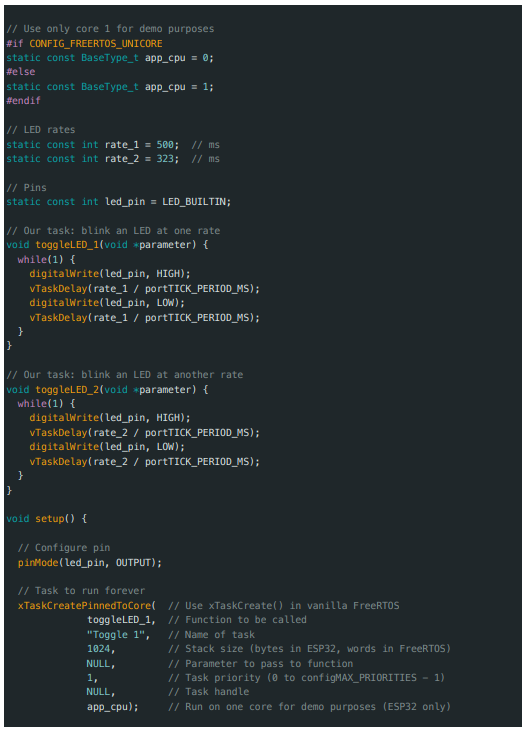 // Use only core 1 for demo purposes
#if CONFIG_FREERTOS_UNICORE
static const BaseType_t app_cpu = 0;
#else
static const BaseType_t app_cpu = 1;
#endif
// LED rates
static const int rate_1 = 500;  // ms
static const int rate_2 = 323;  // ms
// Pins
static const int led_pin = LED_BUILTIN;
// Our task: blink an LED at one rate
void toggleLED_1(void *parameter) {
  while(1) {
    digitalWrite(led_pin, HIGH);
    vTaskDelay(rate_1 / portTICK_PERIOD_MS);
    digitalWrite(led_pin, LOW);
    vTaskDelay(rate_1 / portTICK_PERIOD_MS);
  }
}
// Our task: blink an LED at another rate
void toggleLED_2(void *parameter) {
  while(1) {
    digitalWrite(led_pin, HIGH);
    vTaskDelay(rate_2 / portTICK_PERIOD_MS);
    digitalWrite(led_pin, LOW);
    vTaskDelay(rate_2 / portTICK_PERIOD_MS);
  }
}
void setup() {
  // Configure pin
  pinMode(led_pin, OUTPUT);
  // Task to run forever
  xTaskCreatePinnedToCore(  // Use xTaskCreate() in vanilla FreeRTOS
              toggleLED_1,  // Function to be called
              "Toggle 1",   // Name of task
              1024,         // Stack size (bytes in ESP32, words in FreeRTOS)
              NULL,         // Parameter to pass to function
              1,            // Task priority (0 to configMAX_PRIORITIES - 1)
              NULL,         // Task handle
              app_cpu);     // Run on one core for demo purposes (ESP32 only)